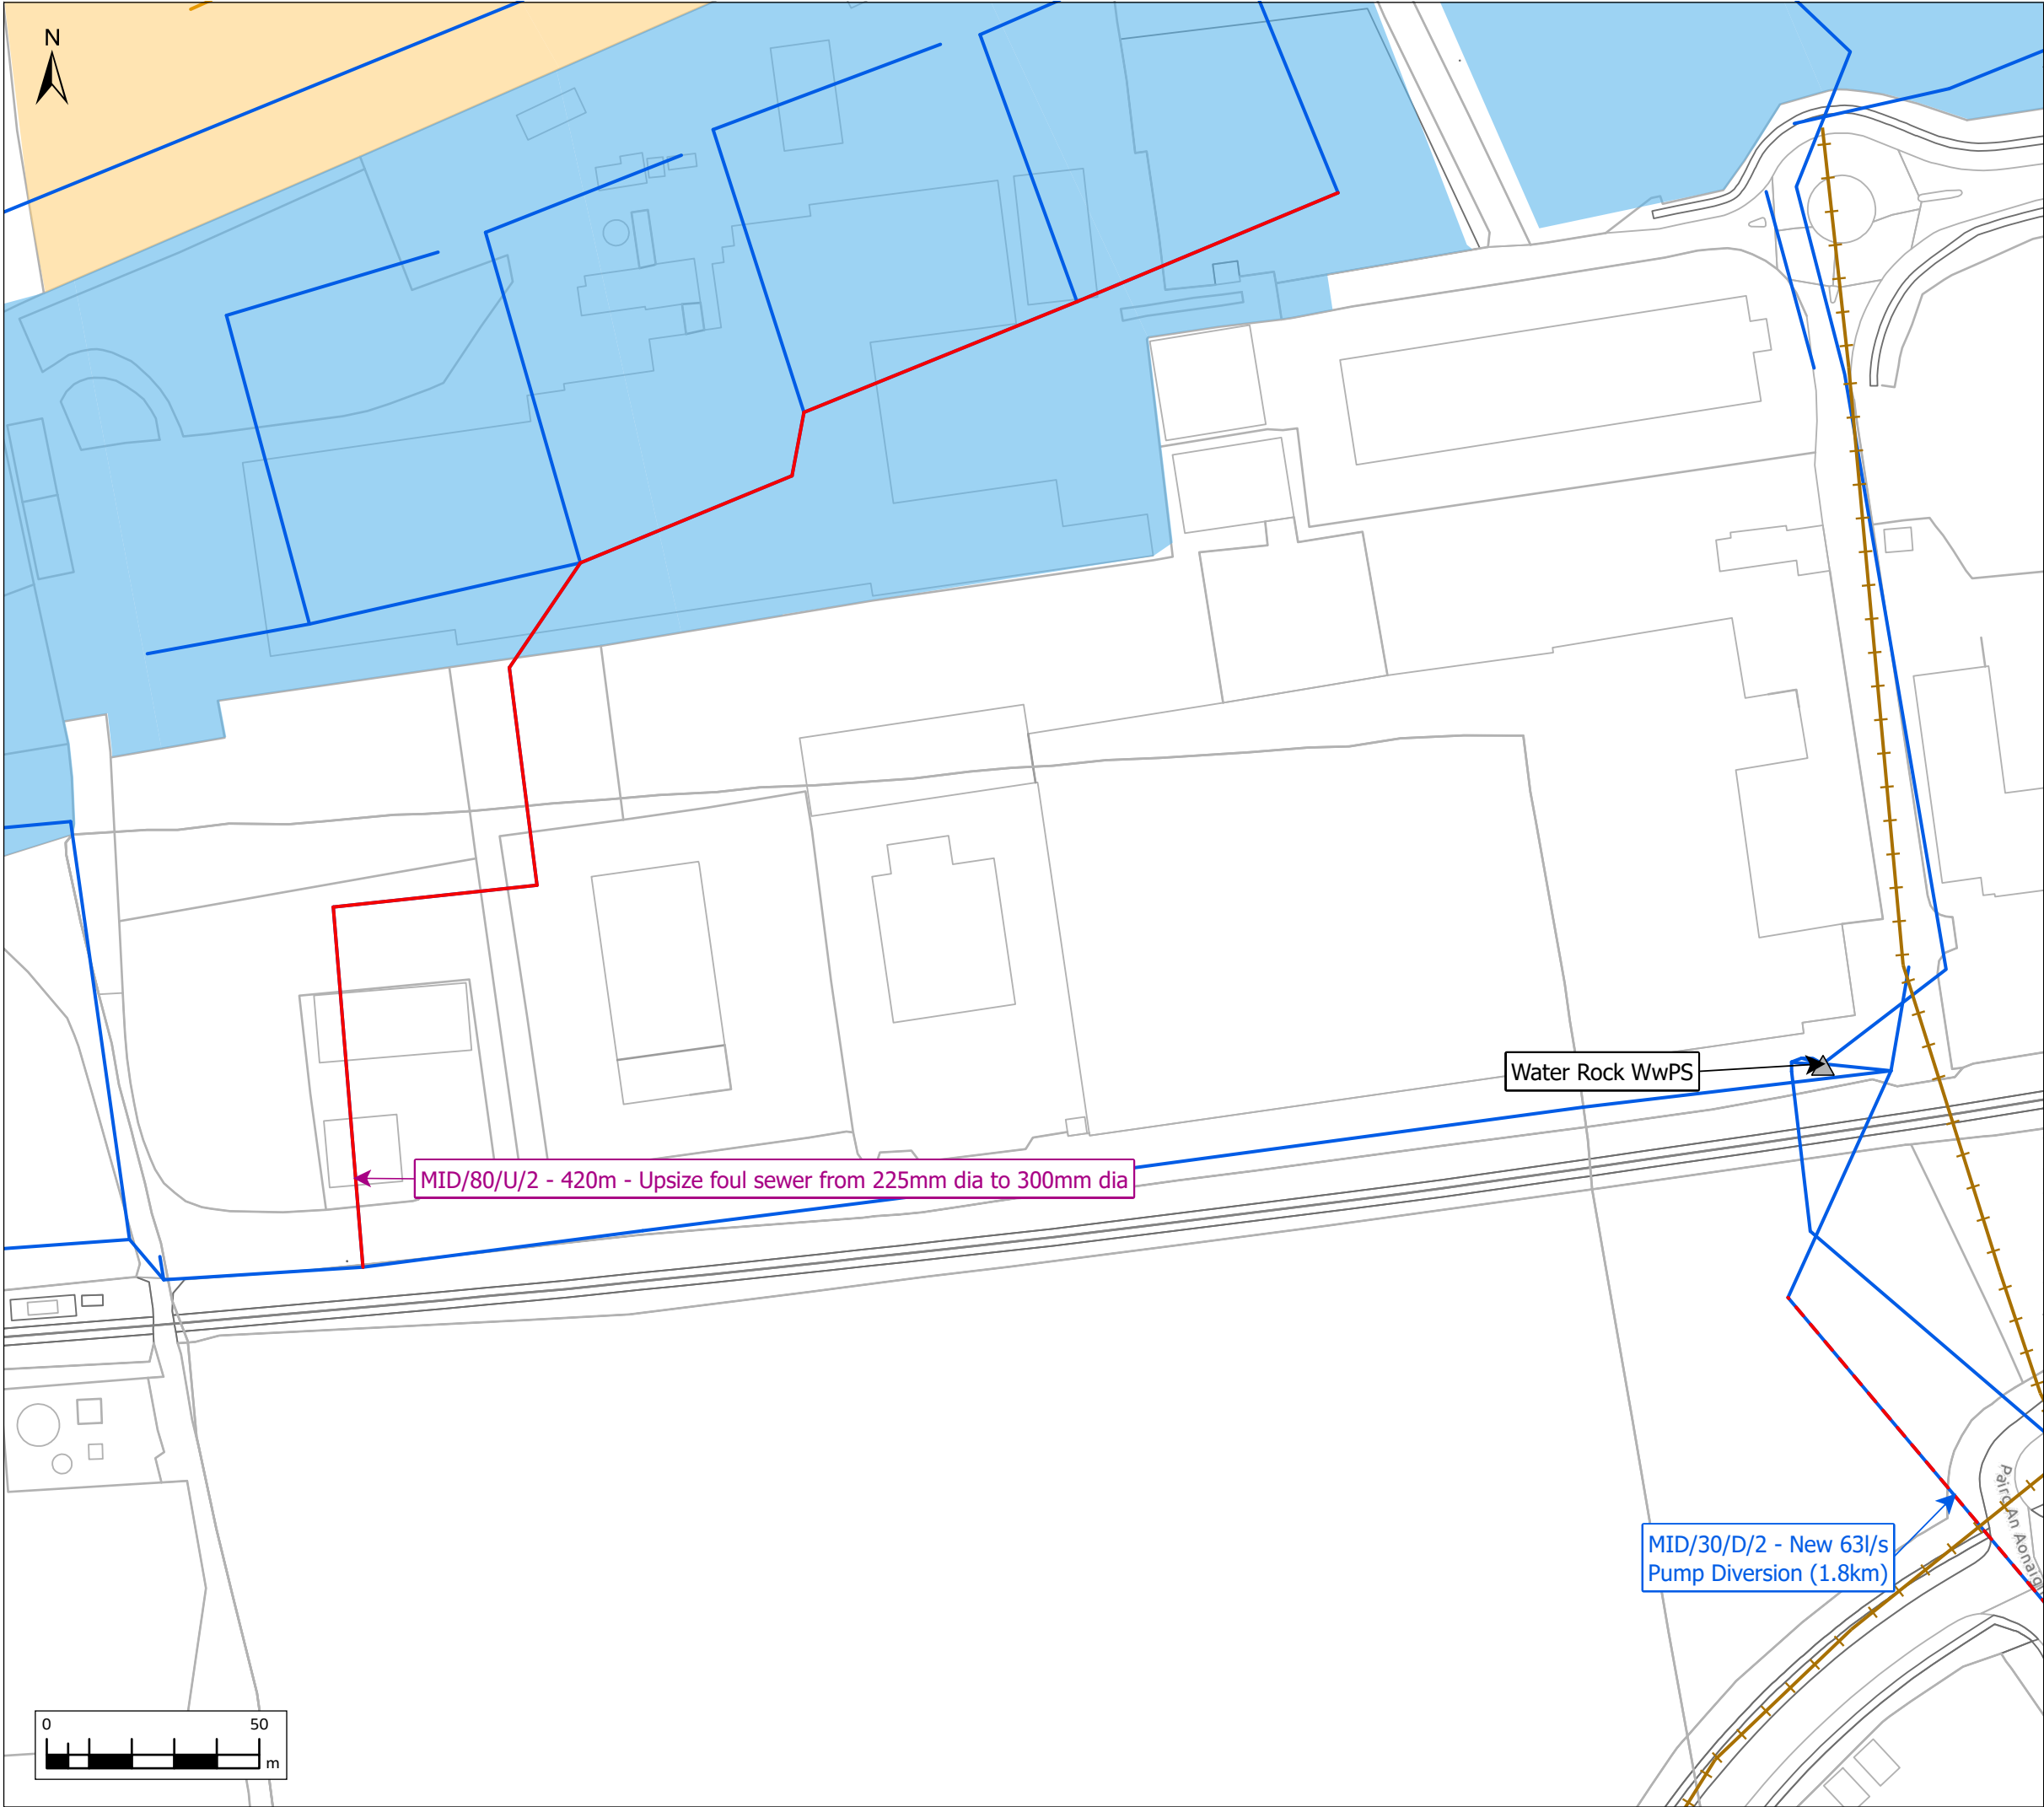 N
Water Rock WwPS
MID/80/U/2 - 420m - Upsize foul sewer from 225mm dia to 300mm dia
MID/30/D/2 - New 63l/s
Pump Diversion (1.8km)
Pairc An Aonaig
0 50
m